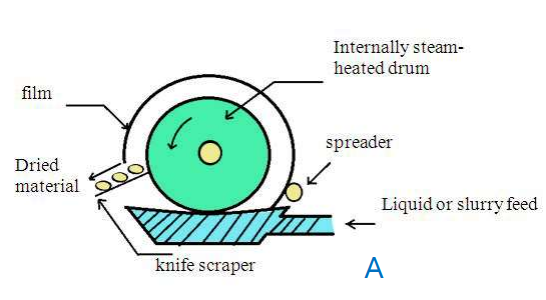 Internally steam-
heated drum
film
spreader
Dried
material
Liquid or slurry feed
knife scraper
A